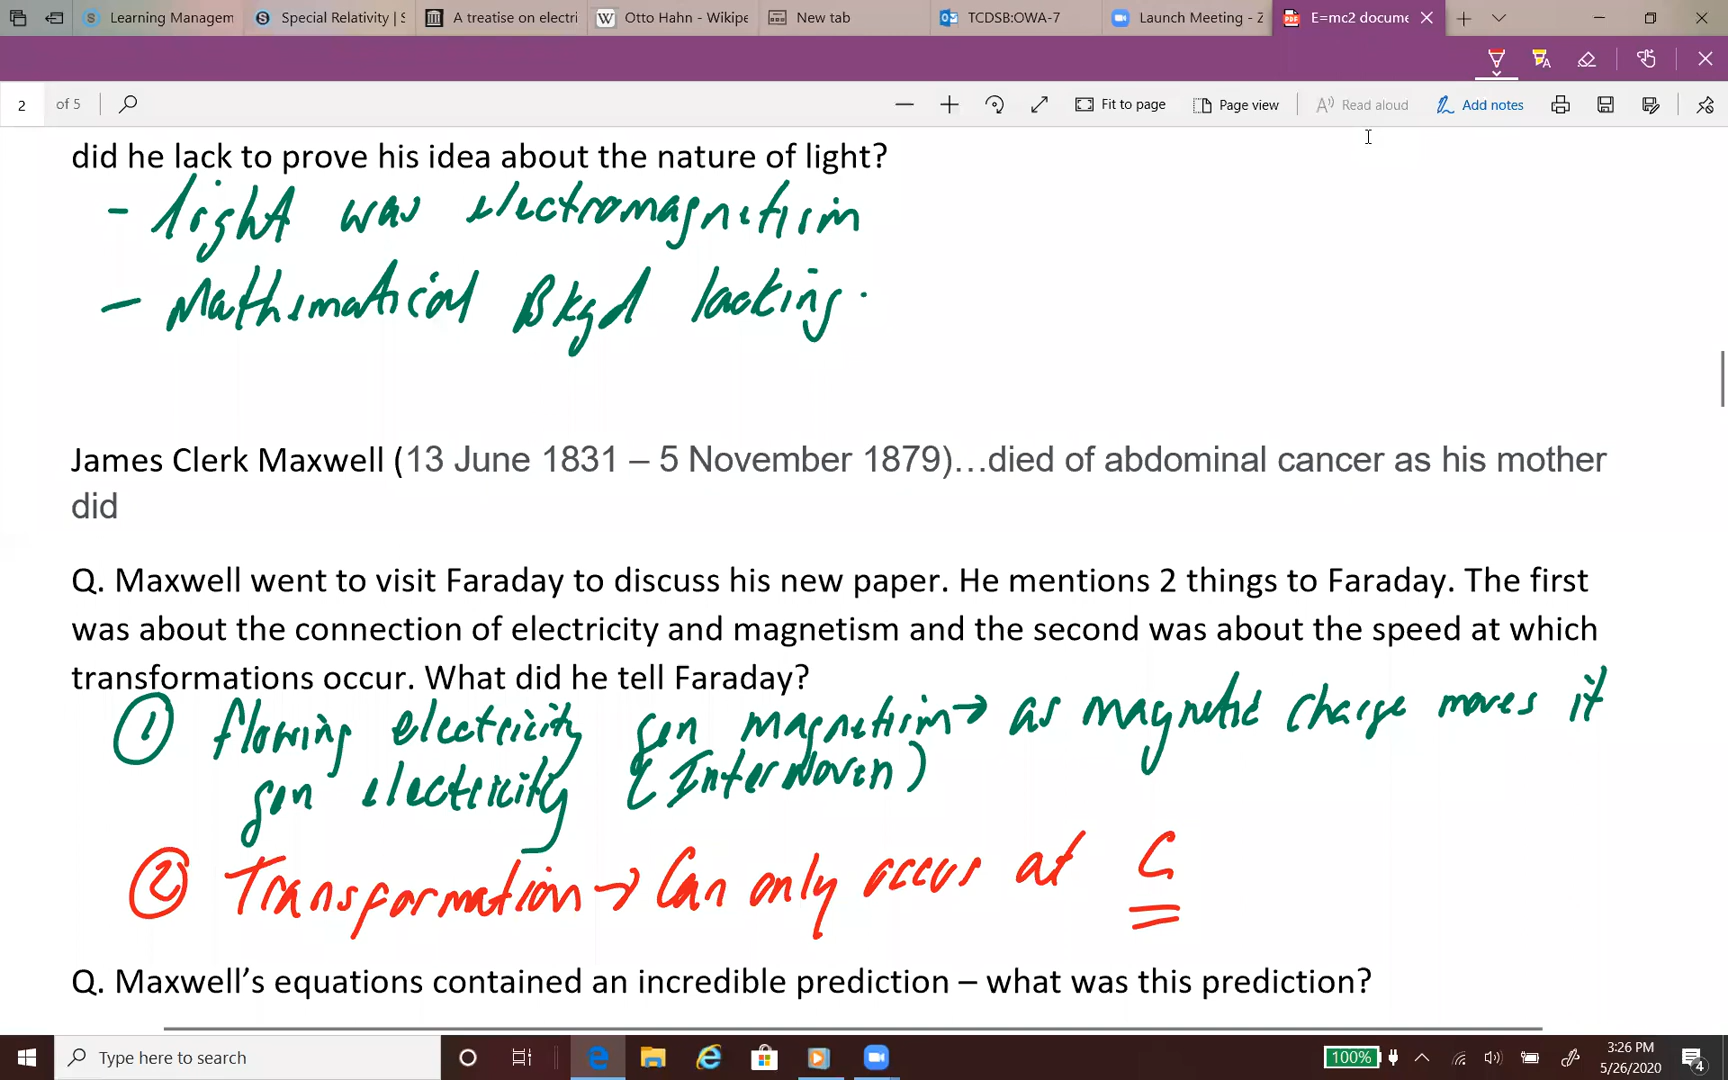 Learning Managem
Special Relativity | S
A treatise on electri
W Otto Hahn - Wikipe
New tab
TCDSB:OWA-7
Launch Meeting - Z
PDF E=mc2 docume
2 of 5
Fit to page
Page view
Read aloud
Add notes
did he lack to prove his idea about the nature of light?
- light was electromagnetism
- Mathematical Bkgd lacking.
James Clerk Maxwell (13 June 1831 – 5 November 1879)…died of abdominal cancer as his mother
did
Q. Maxwell went to visit Faraday to discuss his new paper. He mentions 2 things to Faraday. The first
was about the connection of electricity and magnetism and the second was about the speed at which
transformations occur. What did he tell Faraday?
① flowing electricity gen magnetism → as magnetic charge moves it
gen electricity (Interwoven)
② Transformation → Can only occur at C
Q. Maxwell's equations contained an incredible prediction – what was this prediction?
Type here to search
100%
3:26 PM
5/26/2020
4